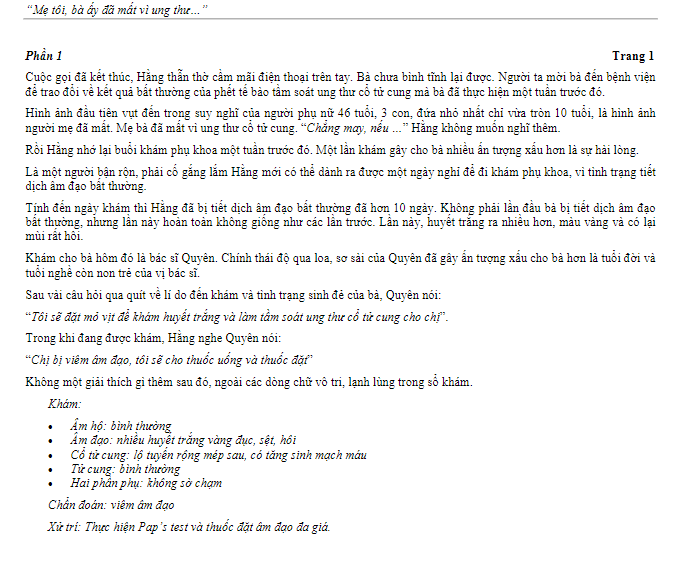 “Mẹ tôi, bà ấy đã mất vì ung thư...”
Phần 1 Trang 1
Cuộc gọi đã kết thúc, Hằng thẫn thờ cầm mãi điện thoại trên tay. Bà chưa bình tĩnh lại được. Người ta mời bà đến bệnh viện
để trao đổi về kết quả bất thường của phết tế bào tầm soát ung thư cổ tử cung mà bà đã thực hiện một tuần trước đó.
Hình ảnh đầu tiên vụt đến trong suy nghĩ của người phụ nữ 46 tuổi, 3 con, đứa nhỏ nhất chỉ vừa tròn 10 tuổi, là hình ảnh
người mẹ đã mất. Mẹ bà đã mất vì ung thư cổ tử cung. “Chẳng may, nếu ...” Hằng không muốn nghĩ thêm.
Rồi Hằng nhớ lại buổi khám phụ khoa một tuần trước đó. Một lần khám gây cho bà nhiều ấn tượng xấu hơn là sự hài lòng.
Là một người bận rộn, phải cố gắng lắm Hằng mới có thể dành ra được một ngày nghỉ để đi khám phụ khoa, vì tình trạng tiết
dịch âm đạo bất thường.
Tính đến ngày khám thì Hằng đã bị tiết dịch âm đạo bất thường đã hơn 10 ngày. Không phải lần đầu bà bị tiết dịch âm đạo
bất thường, nhưng lần này hoàn toàn không giống như các lần trước. Lần này, huyết trắng ra nhiều hơn, màu vàng và có lại
mùi rất hôi.
Khám cho bà hôm đó là bác sĩ Quyên. Chính thái độ qua loa, sơ sài của Quyên đã gây ấn tượng xấu cho bà hơn là tuổi đời và
tuổi nghề còn non trẻ của vị bác sĩ.
Sau vài câu hỏi qua quít về lí do đến khám và tình trạng sinh đẻ của bà, Quyên nói:
“Tôi sẽ đặt mỏ vịt để khám huyết trắng và làm tầm soát ung thư cổ tử cung cho chị”.
Trong khi đang được khám, Hằng nghe Quyên nói:
“Chị bị viêm âm đạo, tôi sẽ cho thuốc uống và thuốc đặt”
Không một giải thích gì thêm sau đó, ngoài các dòng chữ vô tri, lạnh lùng trong sổ khám.
Khám:
• Âm hộ: bình thường
• Âm đạo: nhiều huyết trắng vàng đục, sệt, hôi
• Cổ tử cung: lộ tuyến rộng mép sau, có tăng sinh mạch máu
• Tử cung: bình thường
• Hai phần phụ: không sờ chạm
Chẩn đoán: viêm âm đạo
Xử trí: Thực hiện Pap’s test và thuốc đặt âm đạo đa giá.